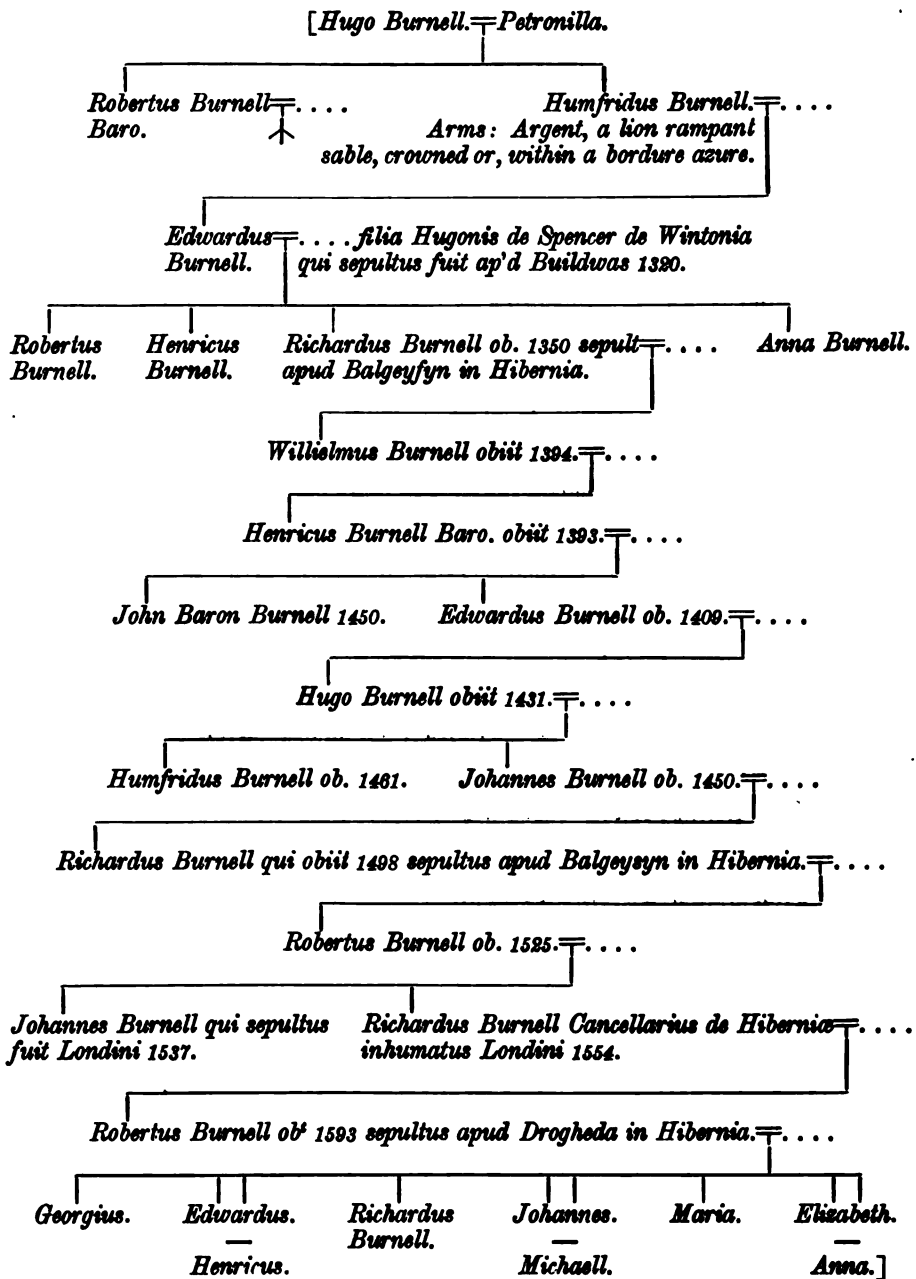 [Hugo Burnell.=Petronilla.
Robertus Burnell=. . . .
Baro.
Humfridus Burnell.=. . . .
Arms: Argent, a lion rampant
sable, crowned or, within a bordure azure.
Edwardus=. . . . filia Hugonis de Spencer de Wintonia
Burnell. qui sepultus fuit ap'd Buildwas 1320.
Robertus
Burnell.
Henricus
Burnell.
Richardus Burnell ob. 1350 sepult=. . . .
apud Balgeyfyn in Hibernia.
Anna Burnell.
Willielmus Burnell obiit 1394.=. . . .
Henricus Burnell Baro. obiit 1393.=. . . .
John Baron Burnell 1450.
Edwardus Burnell ob. 1409.=. . . .
Hugo Burnell obiit 1431.=. . . .
Humfridus Burnell ob. 1461.
Johannes Burnell ob. 1450.=. . . .
Richardus Burnell qui obiit 1498 sepultus apud Balgeysyn in Hibernia.=. . . .
Robertus Burnell ob. 1525.=. . . .
Johannes Burnell qui sepultus
fuit Londini 1537.
Richardus Burnell Cancellarius de Hiberniæ=. . . .
inhumatus Londini 1554.
Robertus Burnell obᵗ 1593 sepultus apud Drogheda in Hibernia.=. . . .
Georgius.
Edwardus.
—
Henricus.
Richardus
Burnell.
Johannes.
—
Michaell.
Maria.
Elizabeth.
—
Anna.]